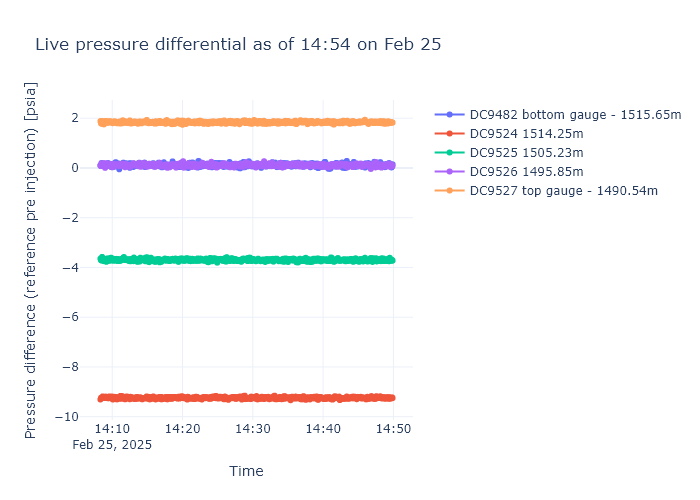 Live pressure differential as of 14:54 on Feb 25
Pressure difference (reference pre injection) [psia]
2
0
−2
−4
−6
−8
−10
14:10
14:20
14:30
14:40
14:50
Feb 25, 2025
Time
DC9482 bottom gauge - 1515.65m
DC9524 1514.25m
DC9525 1505.23m
DC9526 1495.85m
DC9527 top gauge - 1490.54m